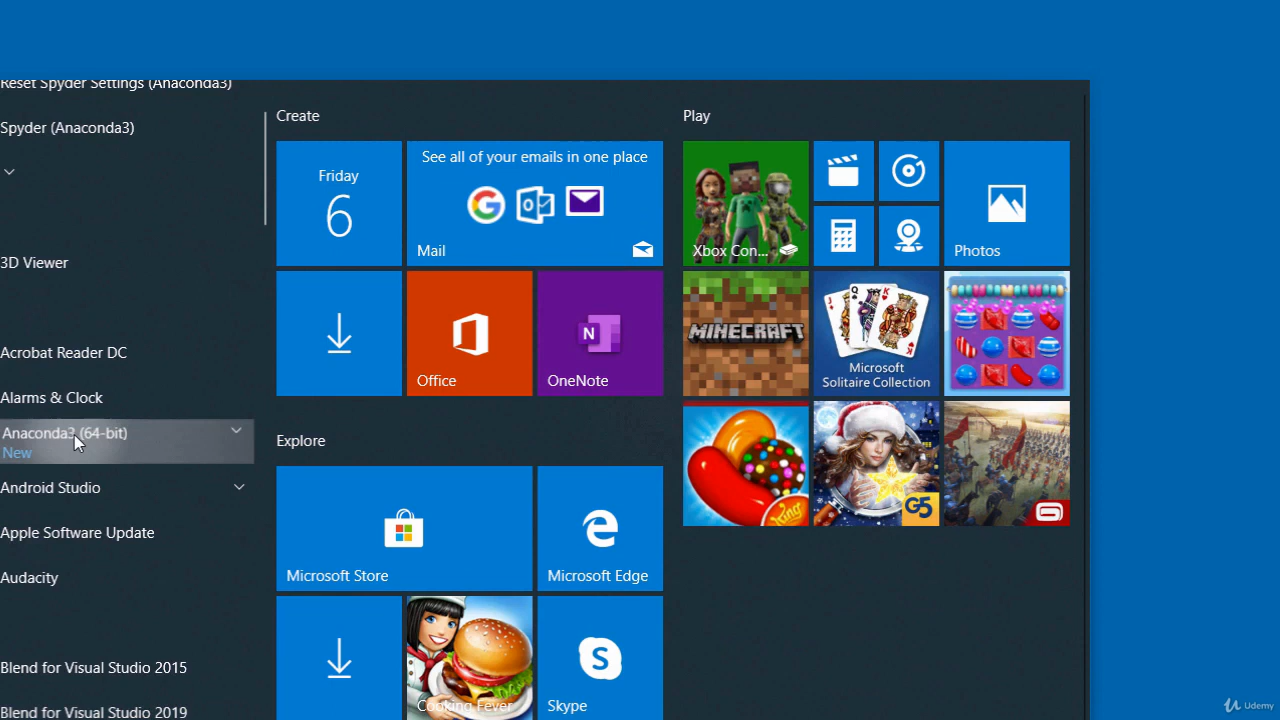 Reset Spyder Settings (Anaconda3)
Spyder (Anaconda3)
3D Viewer
Acrobat Reader DC
Alarms & Clock
Anaconda3 (64-bit)
New
Android Studio
Apple Software Update
Audacity
Blend for Visual Studio 2015
Blend for Visual Studio 2019
Create
Friday
6
See all of your emails in one place
Mail
Office
N
OneNote
Explore
Microsoft Store
Microsoft Edge
Cooking Fever
S
Skype
Play
Xbox Con...
Photos
MINECRAFT
J
Q
K
Microsoft
Solitaire Collection
King
G5
Udemy